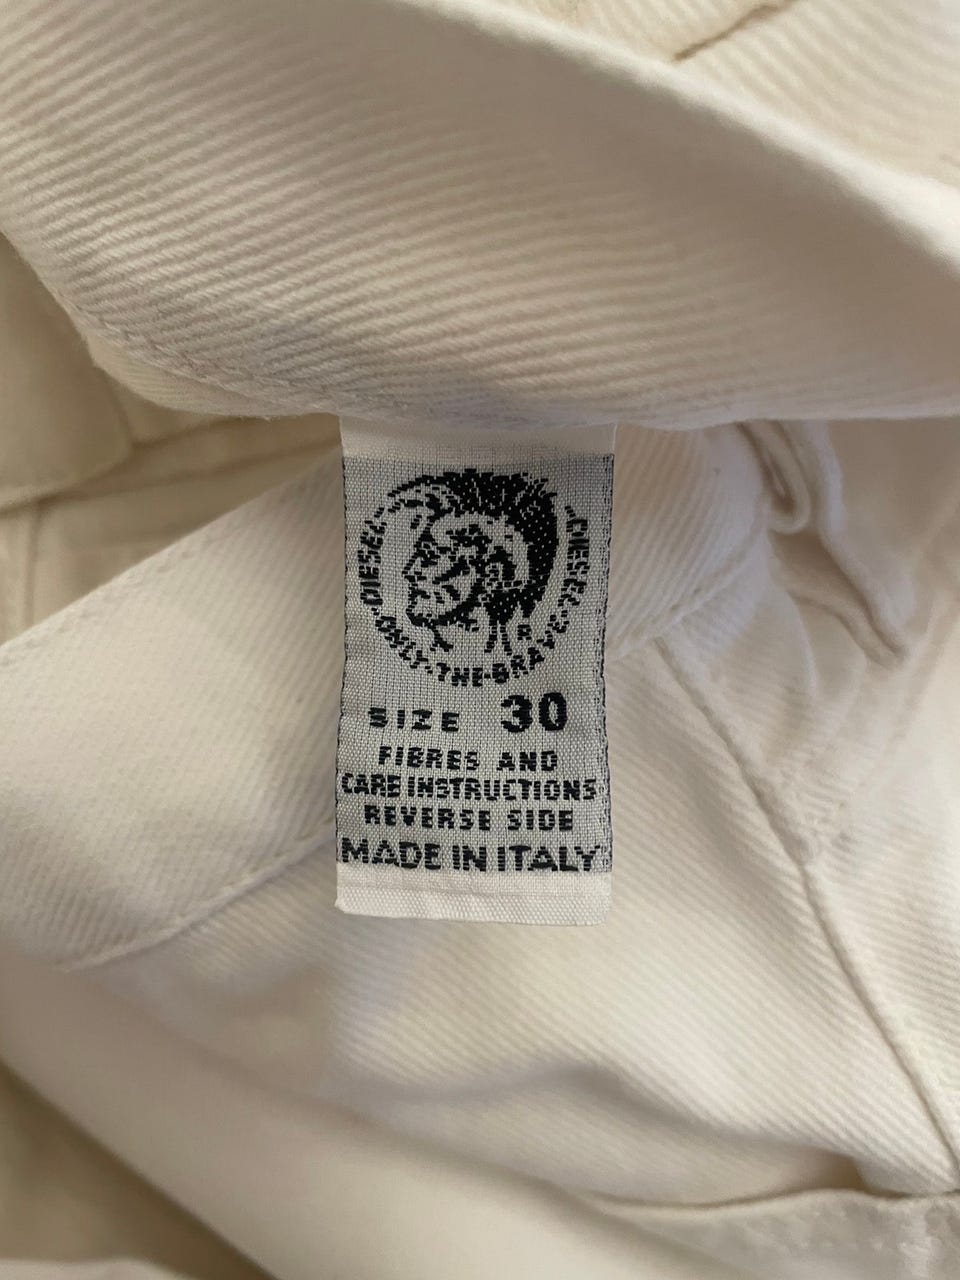 DIESEL
DIESEL
ONLY·THE·BRAVE
R
SIZE 30
FIBRES AND
CARE INSTRUCTIONS
REVERSE SIDE
MADE IN ITALY